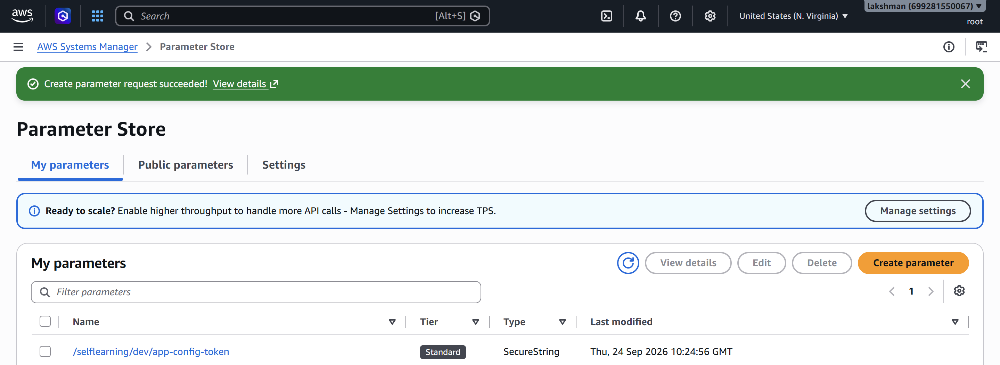 aws
Search [Alt+S]
United States (N. Virginia)
lakshman (699281550067)
root
AWS Systems Manager > Parameter Store
Create parameter request succeeded! View details
Parameter Store
My parameters
Public parameters
Settings
Ready to scale? Enable higher throughput to handle more API calls - Manage Settings to increase TPS.
Manage settings
My parameters
View details
Edit
Delete
Create parameter
Filter parameters
1
Name Tier Type Last modified
/selflearning/dev/app-config-token Standard SecureString Thu, 24 Sep 2026 10:24:56 GMT